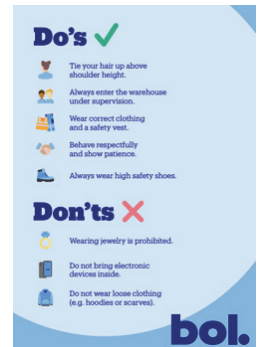 Do's
Tie your hair up above
shoulder height.
Always enter the warehouse
under supervision.
Wear correct clothing
and a safety vest.
Behave respectfully
and show patience.
Always wear high safety shoes.
Don'ts
Wearing jewelry is prohibited.
Do not bring electronic
devices inside.
Do not wear loose clothing
(e.g. hoodies or scarves).
bol.